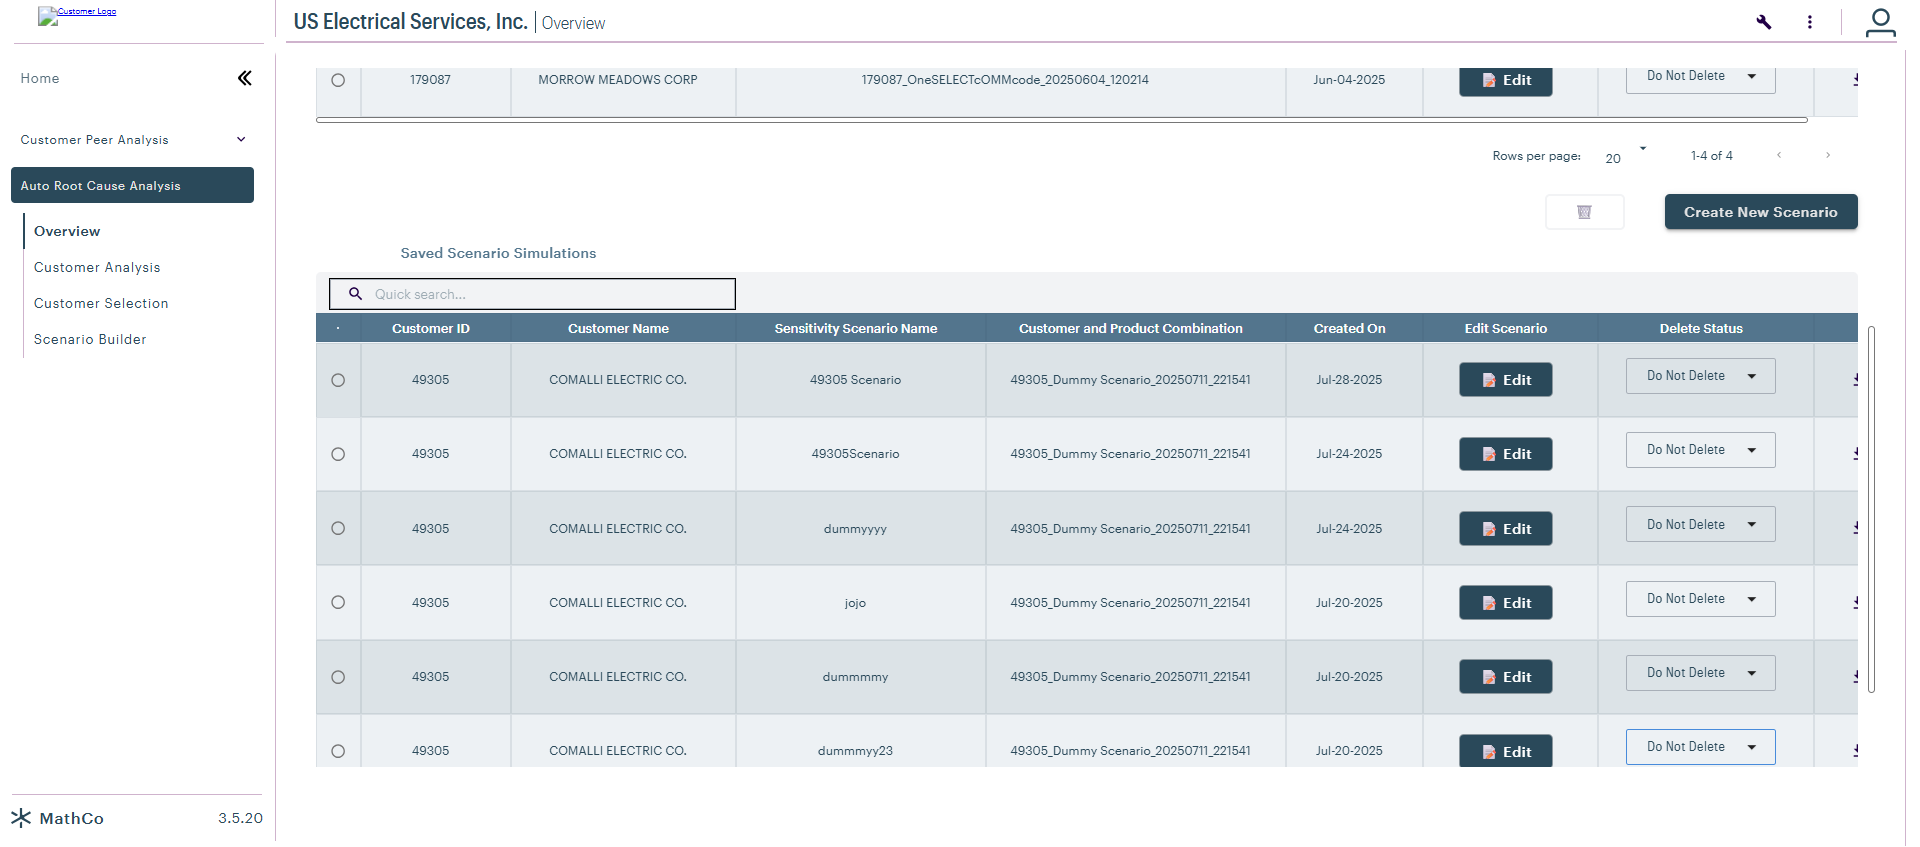 Customer Logo
US Electrical Services, Inc. Overview
Home
Customer Peer Analysis
Auto Root Cause Analysis
Overview
Customer Analysis
Customer Selection
Scenario Builder
MathCo 3.5.20
179087 MORROW MEADOWS CORP 179087_OneSELECTcOMMcode_20250604_120214 Jun-04-2025 Edit Do Not Delete
Rows per page: 20 1-4 of 4
Create New Scenario
Saved Scenario Simulations
Quick search...
Customer ID Customer Name Sensitivity Scenario Name Customer and Product Combination Created On Edit Scenario Delete Status
49305 COMALLI ELECTRIC CO. 49305 Scenario 49305_Dummy Scenario_20250711_221541 Jul-28-2025 Edit Do Not Delete
49305 COMALLI ELECTRIC CO. 49305Scenario 49305_Dummy Scenario_20250711_221541 Jul-24-2025 Edit Do Not Delete
49305 COMALLI ELECTRIC CO. dummyyyy 49305_Dummy Scenario_20250711_221541 Jul-24-2025 Edit Do Not Delete
49305 COMALLI ELECTRIC CO. jojo 49305_Dummy Scenario_20250711_221541 Jul-20-2025 Edit Do Not Delete
49305 COMALLI ELECTRIC CO. dummmmy 49305_Dummy Scenario_20250711_221541 Jul-20-2025 Edit Do Not Delete
49305 COMALLI ELECTRIC CO. dummmyy23 49305_Dummy Scenario_20250711_221541 Jul-20-2025 Edit Do Not Delete